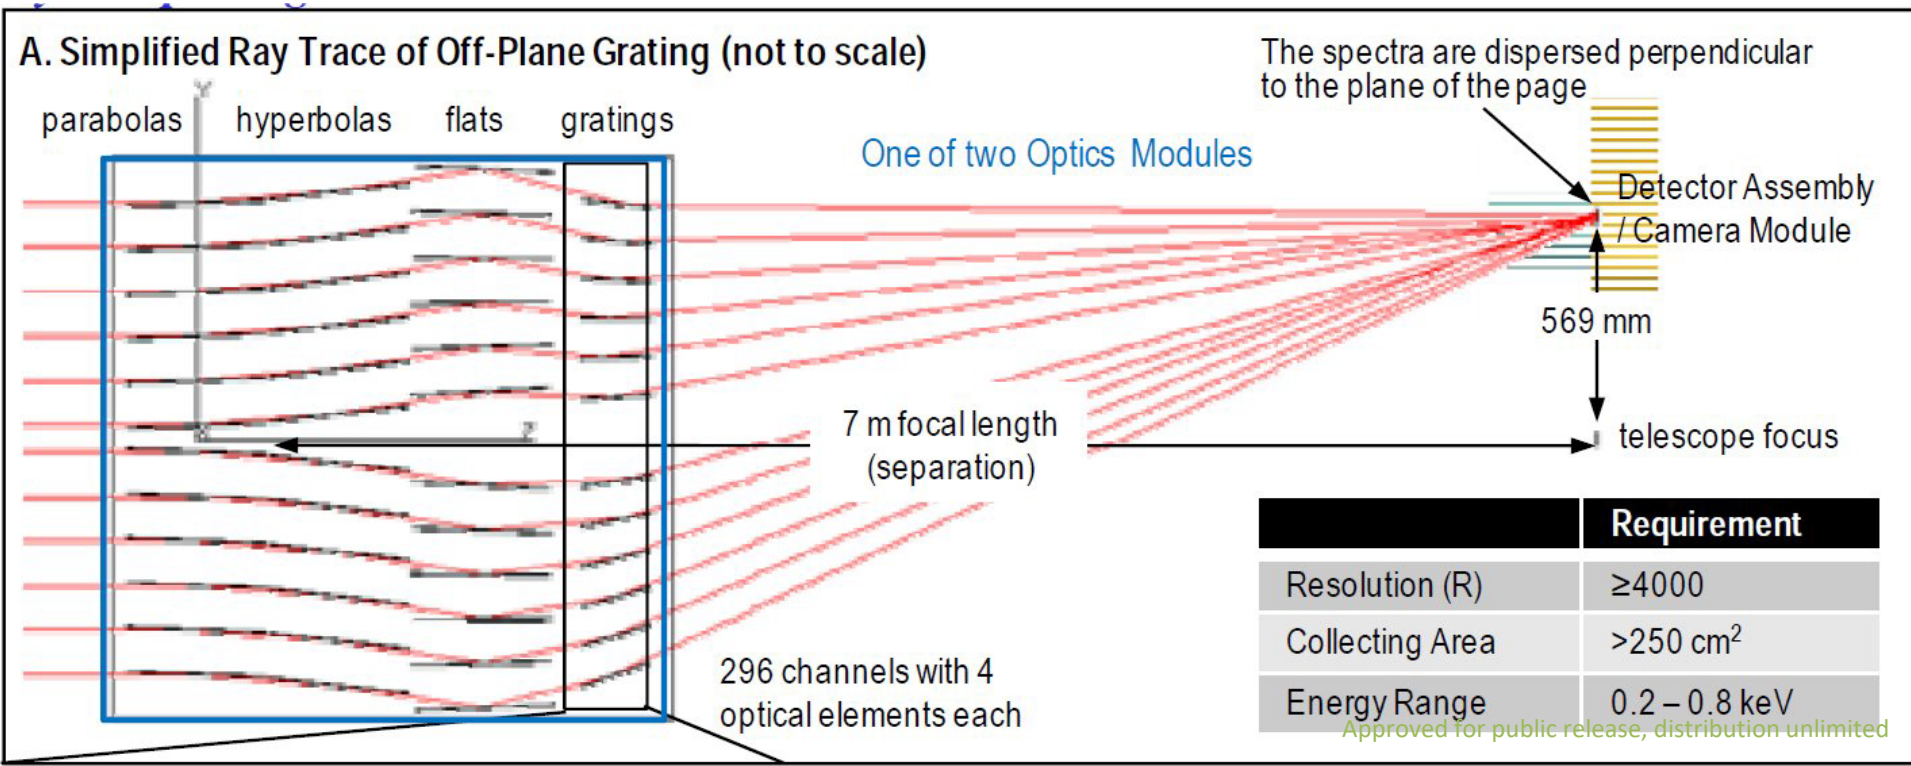 A. Simplified Ray Trace of Off-Plane Grating (not to scale)
The spectra are dispersed perpendicular
to the plane of the page
Y
parabolas hyperbolas flats gratings
One of two Optics Modules
Detector Assembly
/ Camera Module
569 mm
7 m focal length
(separation)
Z
telescope focus
Requirement
Resolution (R) ≥4000
Collecting Area >250 cm²
Energy Range 0.2 – 0.8 keV
296 channels with 4
optical elements each
Approved for public release, distribution unlimited